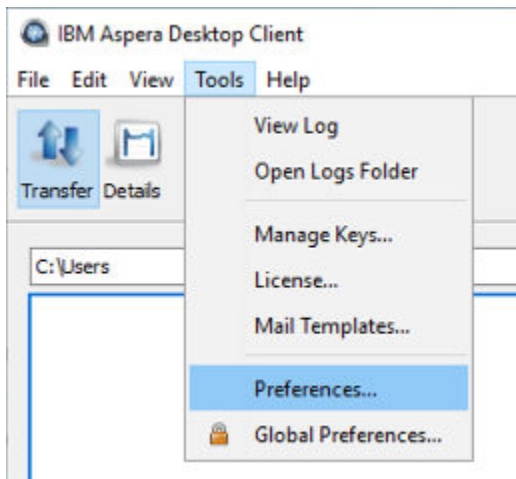 IBM Aspera Desktop Client
File Edit View Tools Help
Transfer Details
View Log
Open Logs Folder
Manage Keys...
License...
Mail Templates...
Preferences...
Global Preferences...
C:\Users